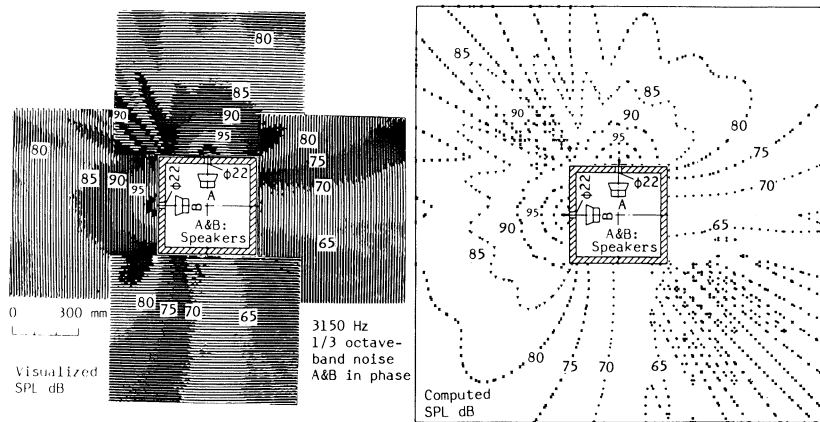 80
85
90
90
95
80
75
70
65
80
85
90
95
φ22
φ22
A
B
A&B:
Speakers
80
75
70
65
0 300 mm
Visualized
SPL dB
3150 Hz
1/3 octave-
band noise
A&B in phase
85
80
85
90
90
95
80
75
70
65
95
90
85
φ22
φ22
A
B
A&B:
Speakers
80
75
70
65
Computed
SPL dB